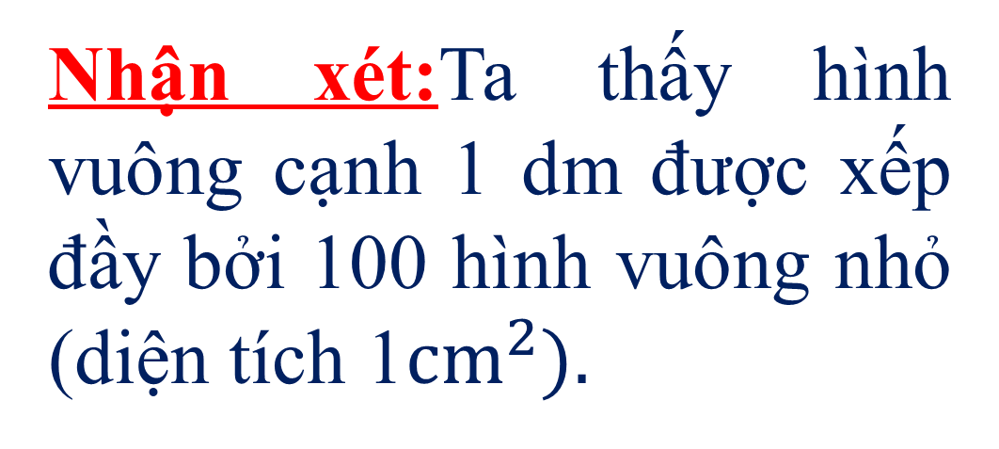 Nhận xét:Ta thấy hình
vuông cạnh 1 dm được xếp
đầy bởi 100 hình vuông nhỏ
(diện tích 1cm²).